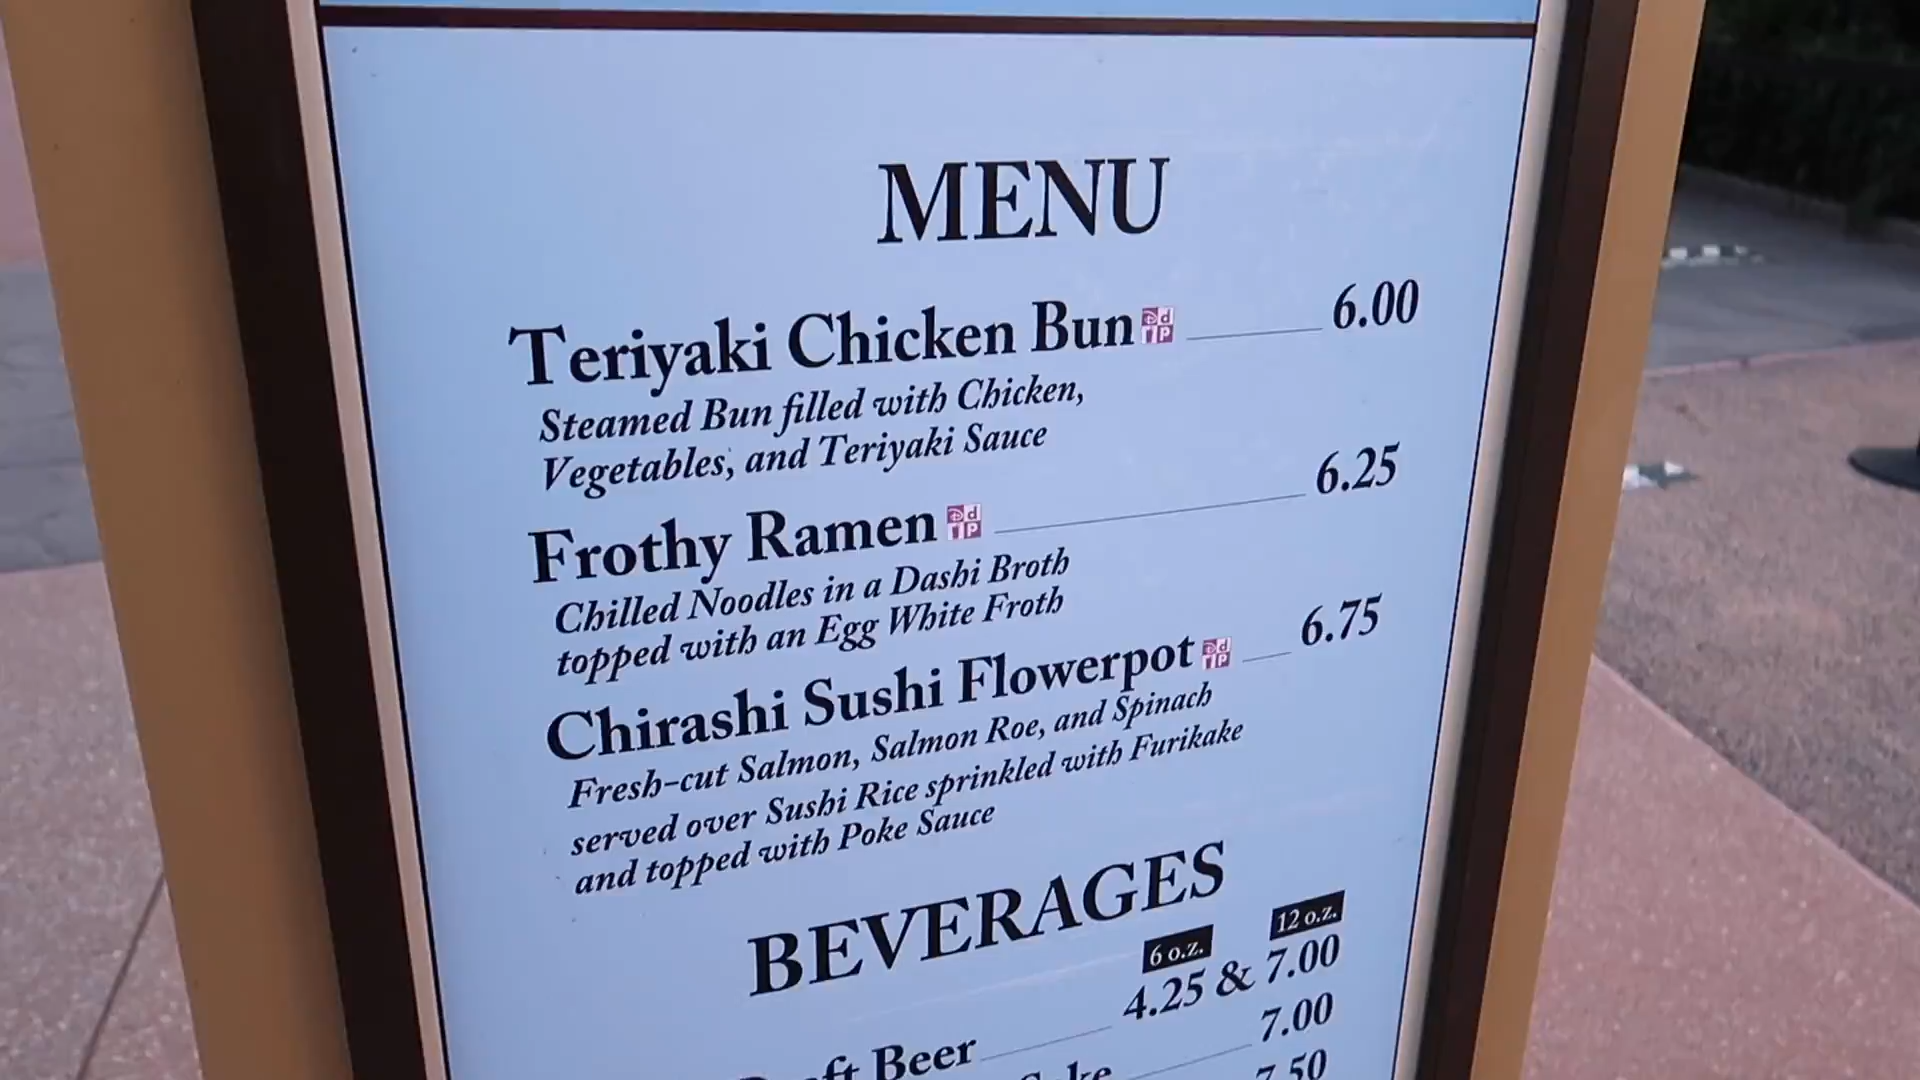 MENU
Teriyaki Chicken Bun 6.00
Steamed Bun filled with Chicken,
Vegetables, and Teriyaki Sauce
Frothy Ramen 6.25
Chilled Noodles in a Dashi Broth
topped with an Egg White Froth
Chirashi Sushi Flowerpot 6.75
Fresh-cut Salmon, Salmon Roe, and Spinach
served over Sushi Rice sprinkled with Furikake
and topped with Poke Sauce
BEVERAGES
6 o.z. 12 o.z.
Beer 4.25 & 7.00
7.00
7.50